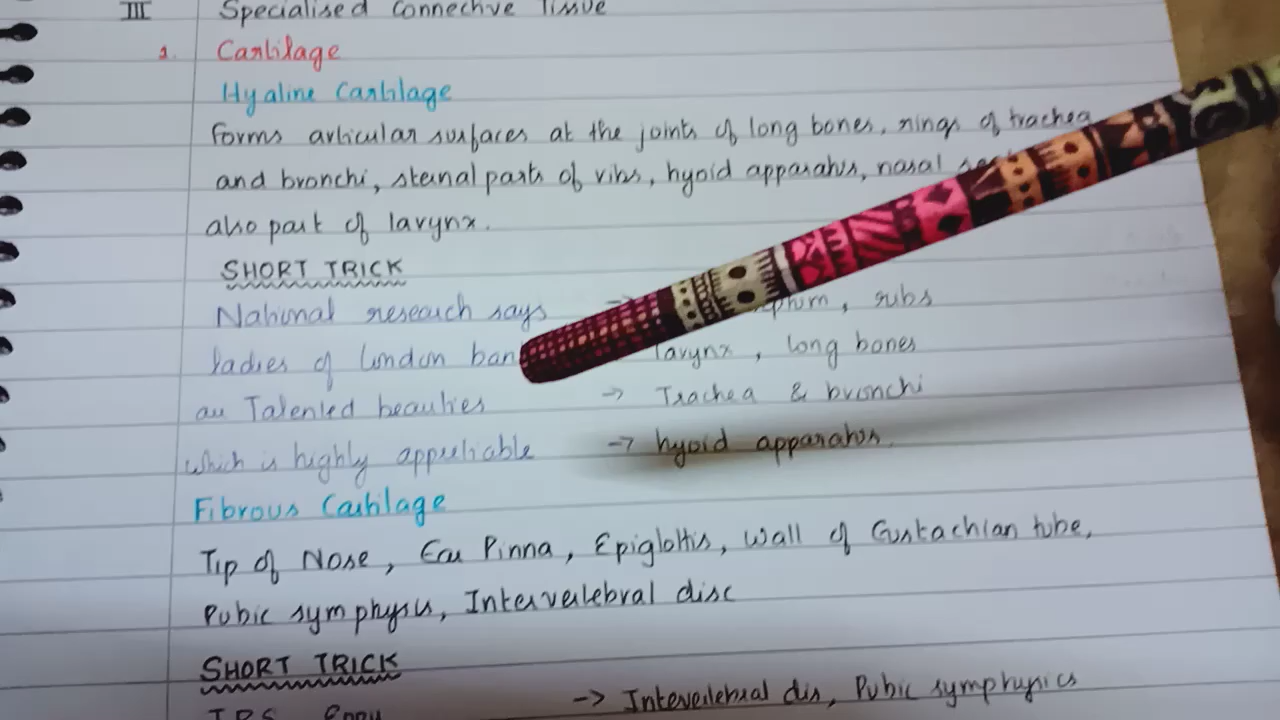 III Specialised Connective Tissue
1. Cartilage
Hyaline Cartilage
forms articular surfaces at the joints of long bones, rings of trachea
and bronchi, sternal parts of ribs, hyoid apparatus, nasal
also part of larynx.
SHORT TRICK
National research says → ribs
ladies of London larynx, long bones
are Talented beauties → Trachea & bronchi
which is highly → hyoid apparatus.
Fibrous Cartilage
Tip of Nose, Ear Pinna, Epiglottis, Wall of Eustachian tube,
Pubic symphysis, Intervertebral disc
SHORT TRICK
→ Intervertebral dis, Pubic symphysics